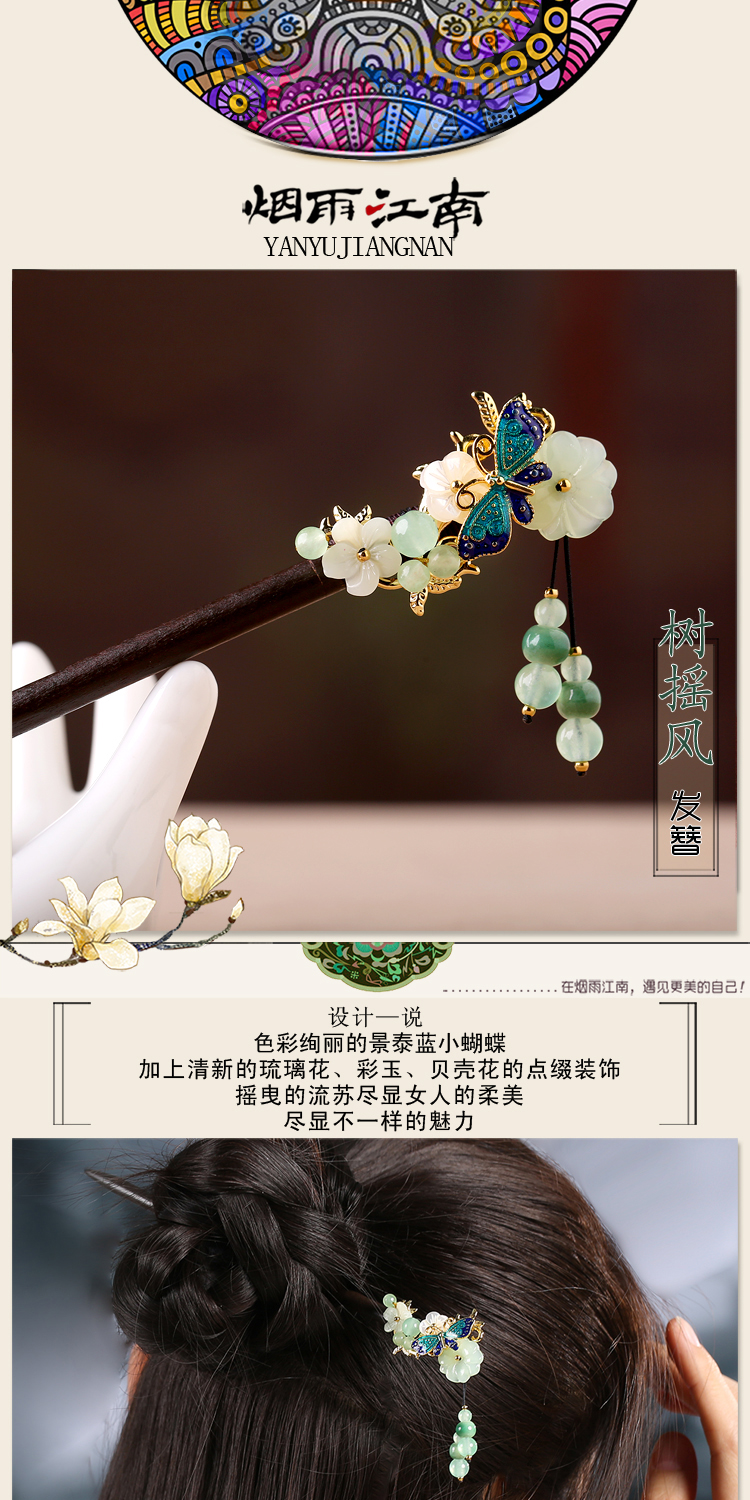 烟雨江南
YANYUJIANGNAN
树摇风
发簪
在烟雨江南，遇见更美的自己！
设计一说
色彩绚丽的景泰蓝小蝴蝶
加上清新的琉璃花、彩玉、贝壳花的点缀装饰
摇曳的流苏尽显女人的柔美
尽显不一样的魅力